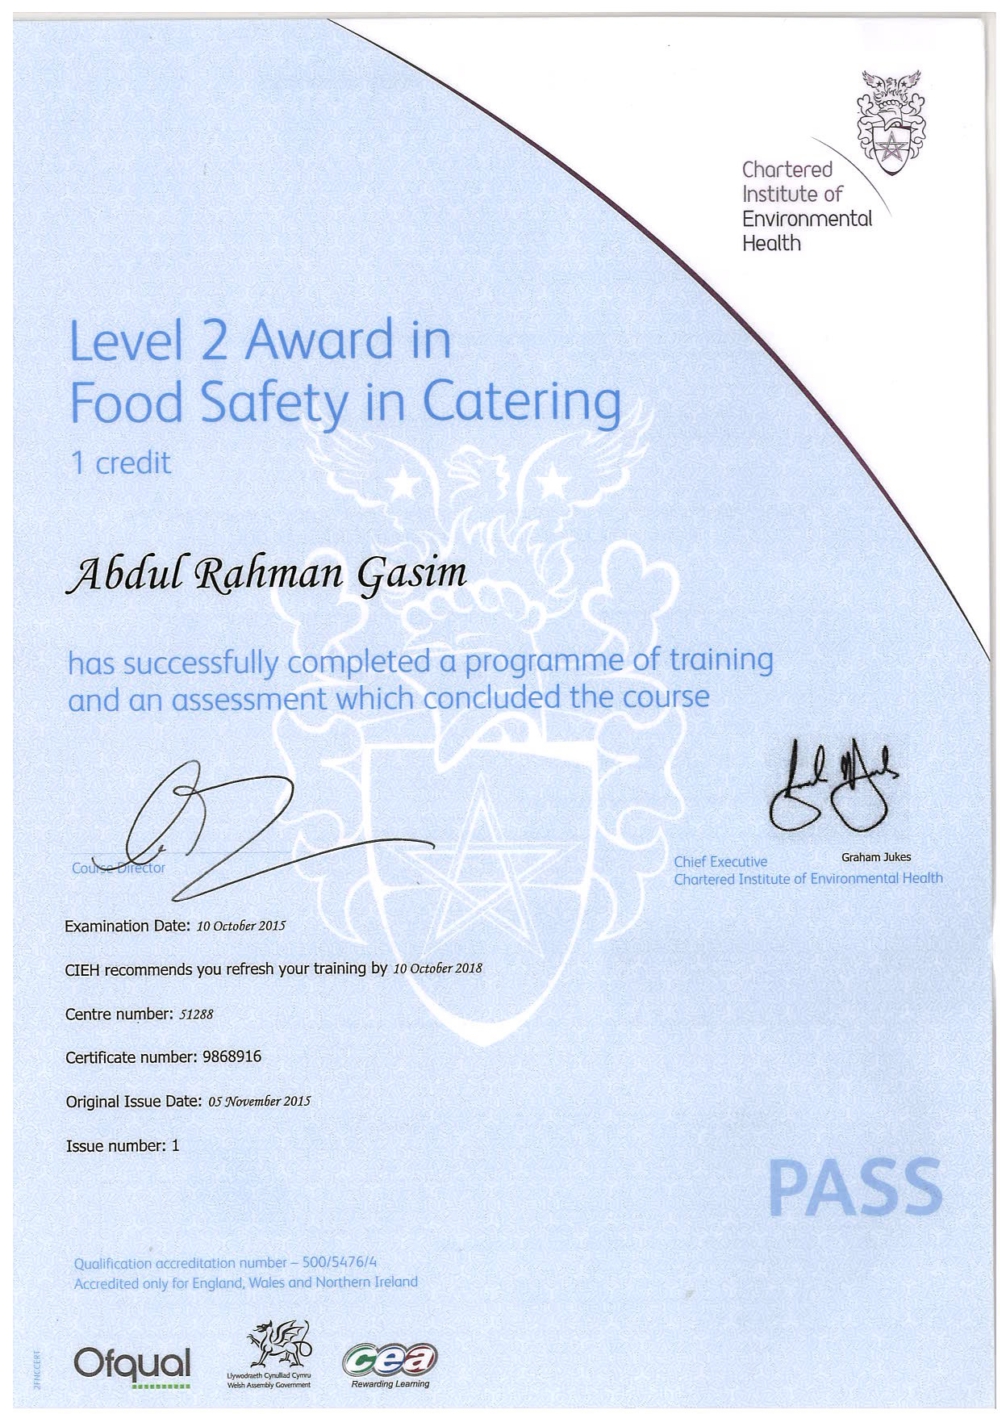 Chartered
Institute of
Environmental
Health
Level 2 Award in
Food Safety in Catering
1 credit
Abdul Rahman Gasim
has successfully completed a programme of training
and an assessment which concluded the course
Course Director
Graham Jukes
Chief Executive
Chartered Institute of Environmental Health
Examination Date: 10 October 2015
CIEH recommends you refresh your training by 10 October 2018
Centre number: 51288
Certificate number: 9868916
Original Issue Date: 05 November 2015
Issue number: 1
PASS
Qualification accreditation number – 500/5476/4
Accredited only for England, Wales and Northern Ireland
Ofqual
Llywodraeth Cynulliad Cymru
Welsh Assembly Government
cea
Rewarding Learning